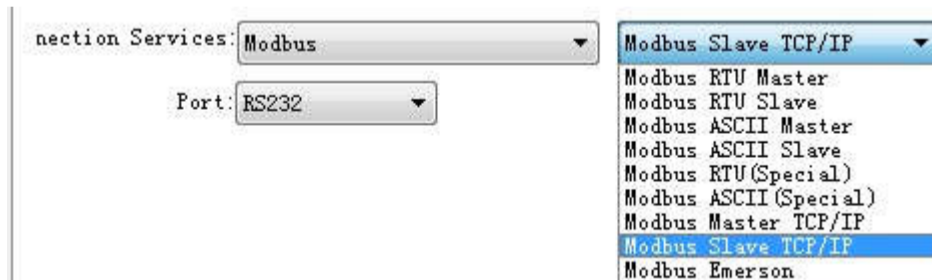 nection Services:
Modbus
Modbus Slave TCP/IP
Port:
RS232
Modbus RTU Master
Modbus RTU Slave
Modbus ASCII Master
Modbus ASCII Slave
Modbus RTU(Special)
Modbus ASCII(Special)
Modbus Master TCP/IP
Modbus Slave TCP/IP
Modbus Emerson